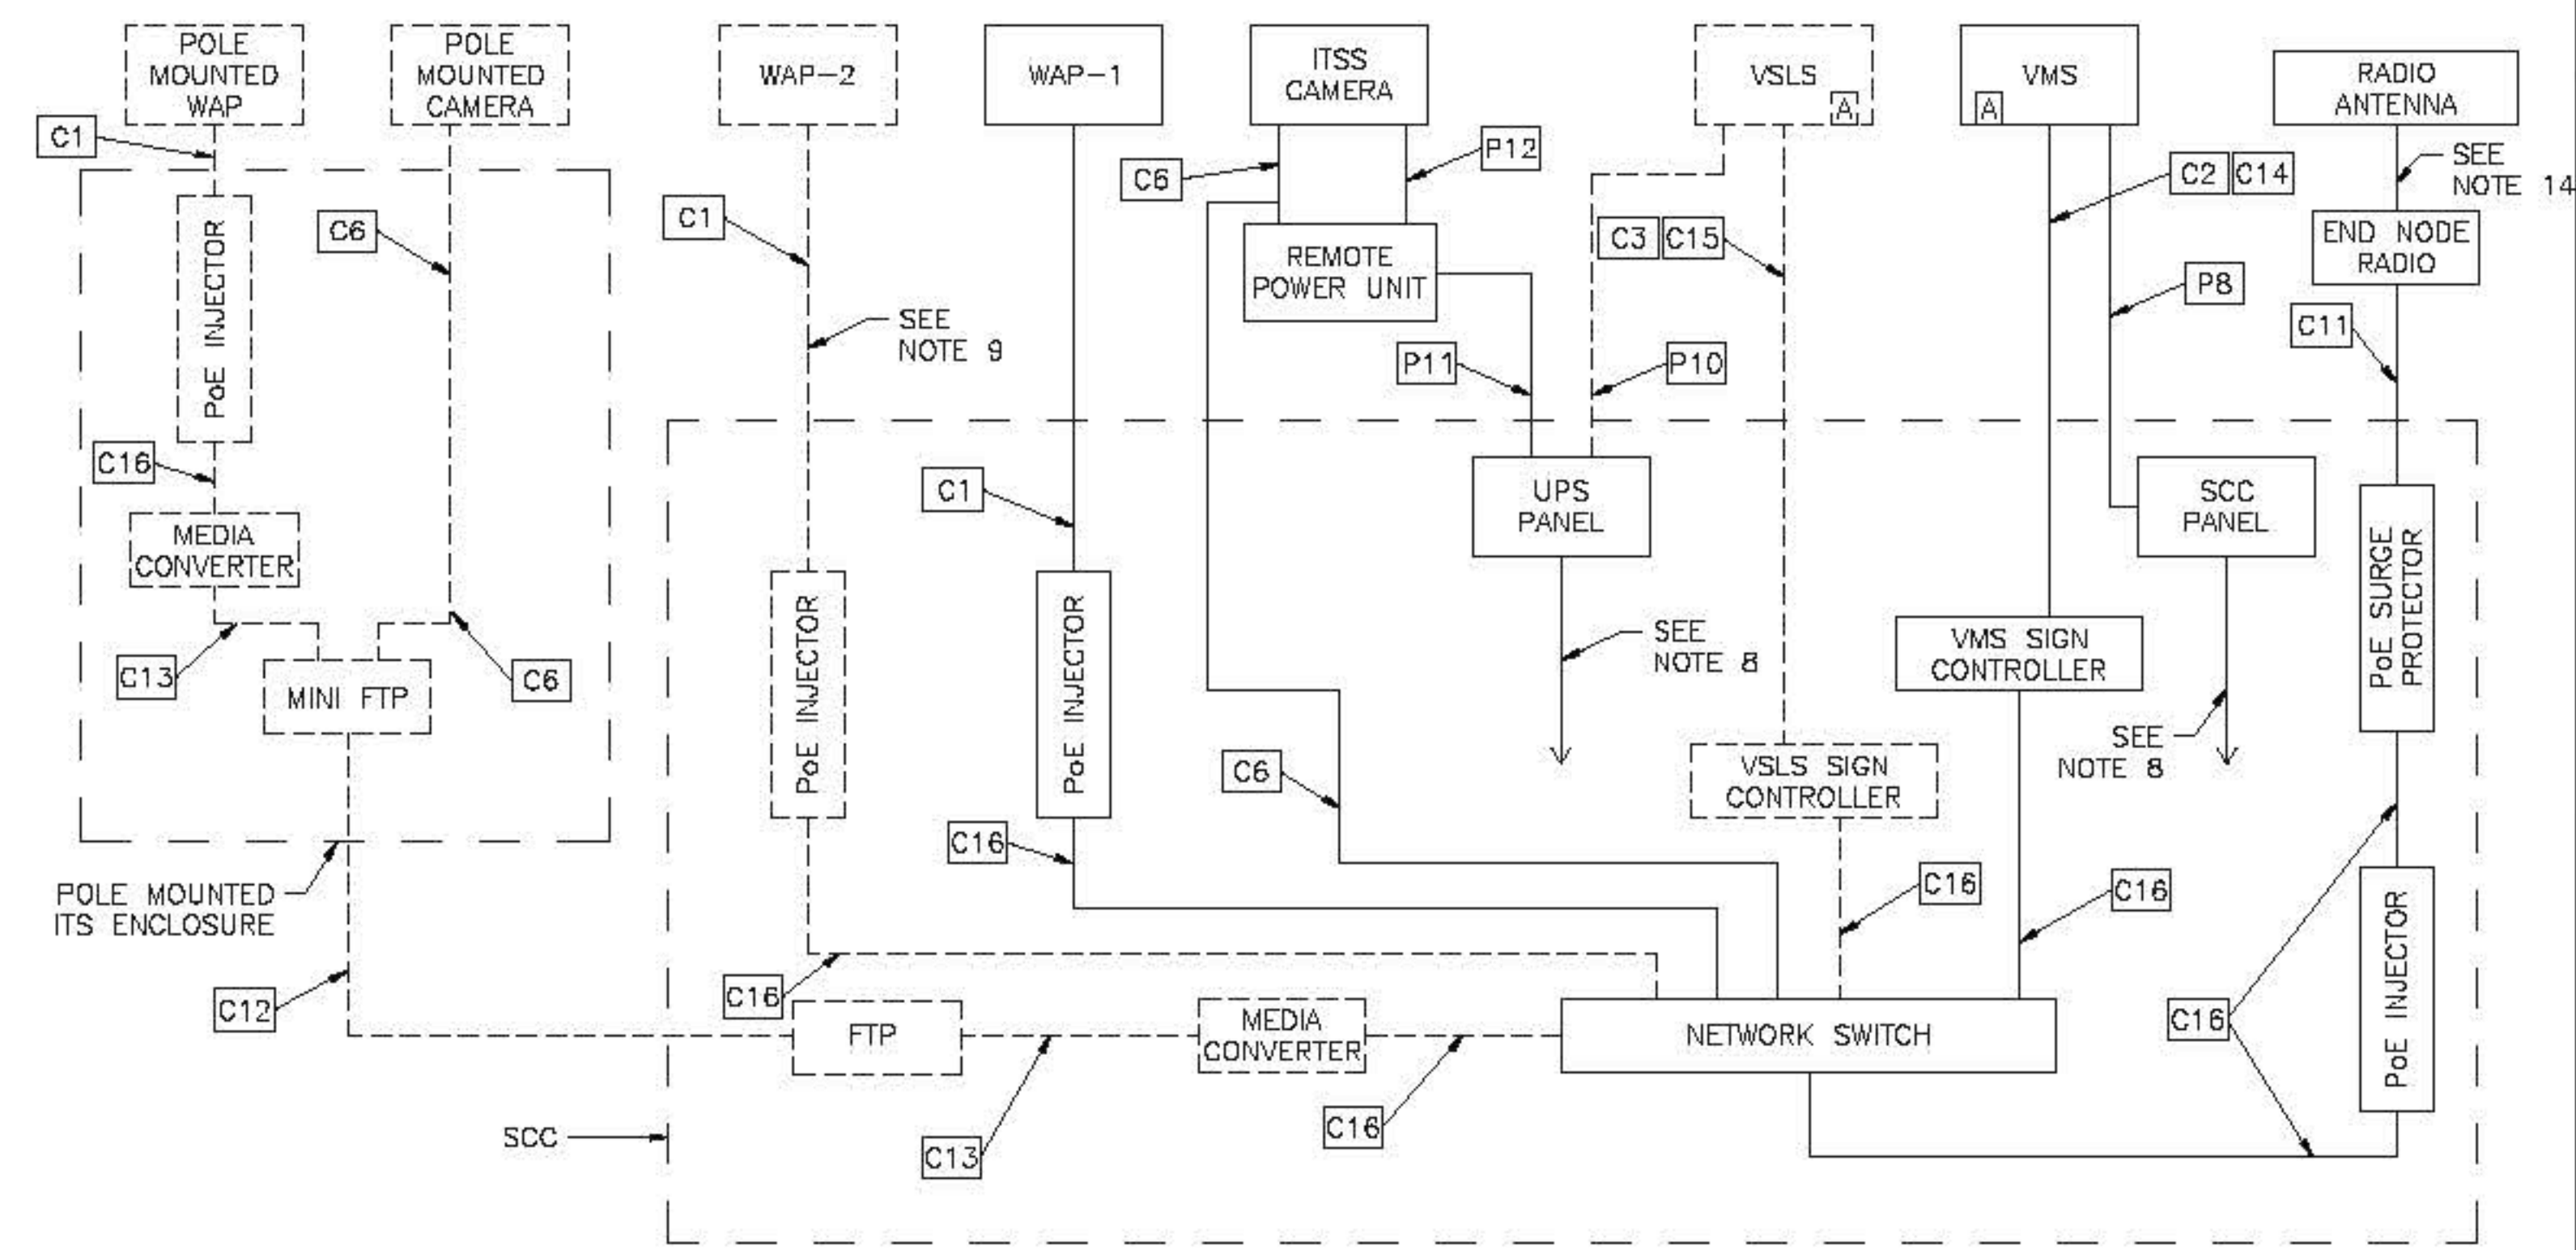 POLE
MOUNTED
WAP
POLE
MOUNTED
CAMERA
WAP-2
WAP-1
ITSS
CAMERA
VSLS
A
VMS
A
RADIO
ANTENNA
C1
P12
SEE
NOTE 14
C6
C2 C14
C1
C6
C3 C15
PoE INJECTOR
REMOTE
POWER UNIT
END NODE
RADIO
P8
SEE
NOTE 9
C11
P11
P10
C16
C1
UPS
PANEL
SCC
PANEL
MEDIA
CONVERTER
PoE SURGE
PROTECTOR
PoE INJECTOR
PoE INJECTOR
SEE
NOTE 8
VMS SIGN
CONTROLLER
C13
C6
MINI FTP
SEE
NOTE 8
C6
VSLS SIGN
CONTROLLER
C16
POLE MOUNTED
ITS ENCLOSURE
C16
C16
PoE INJECTOR
C12
C16
C16
FTP
MEDIA
CONVERTER
NETWORK SWITCH
SCC
C13
C16